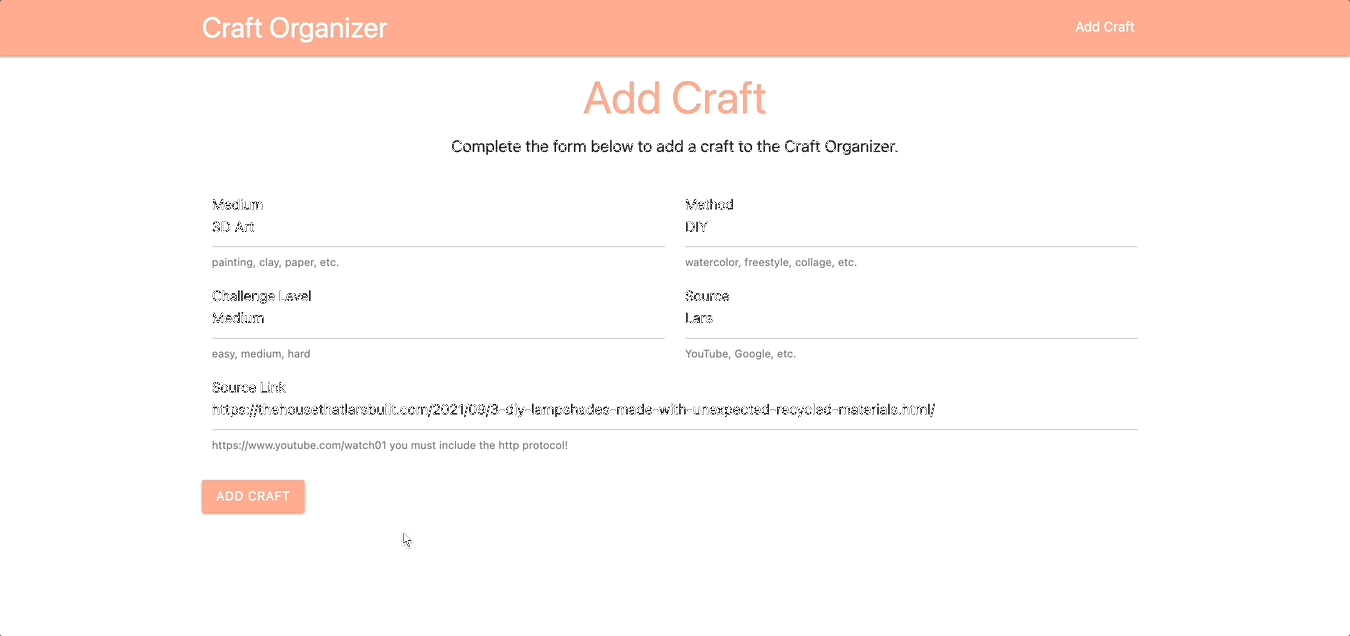 Craft Organizer
Add Craft
Add Craft
Complete the form below to add a craft to the Craft Organizer.
Medium
3D Art
painting, clay, paper, etc.
Method
DIY
watercolor, freestyle, collage, etc.
Challenge Level
Medium
easy, medium, hard
Source
Lars
YouTube, Google, etc.
Source Link
https://thehousethatlarsbuilt.com/2021/09/3-diy-lampshades-made-with-unexpected-recycled-materials.html/
https://www.youtube.com/watch01 you must include the http protocol!
ADD CRAFT